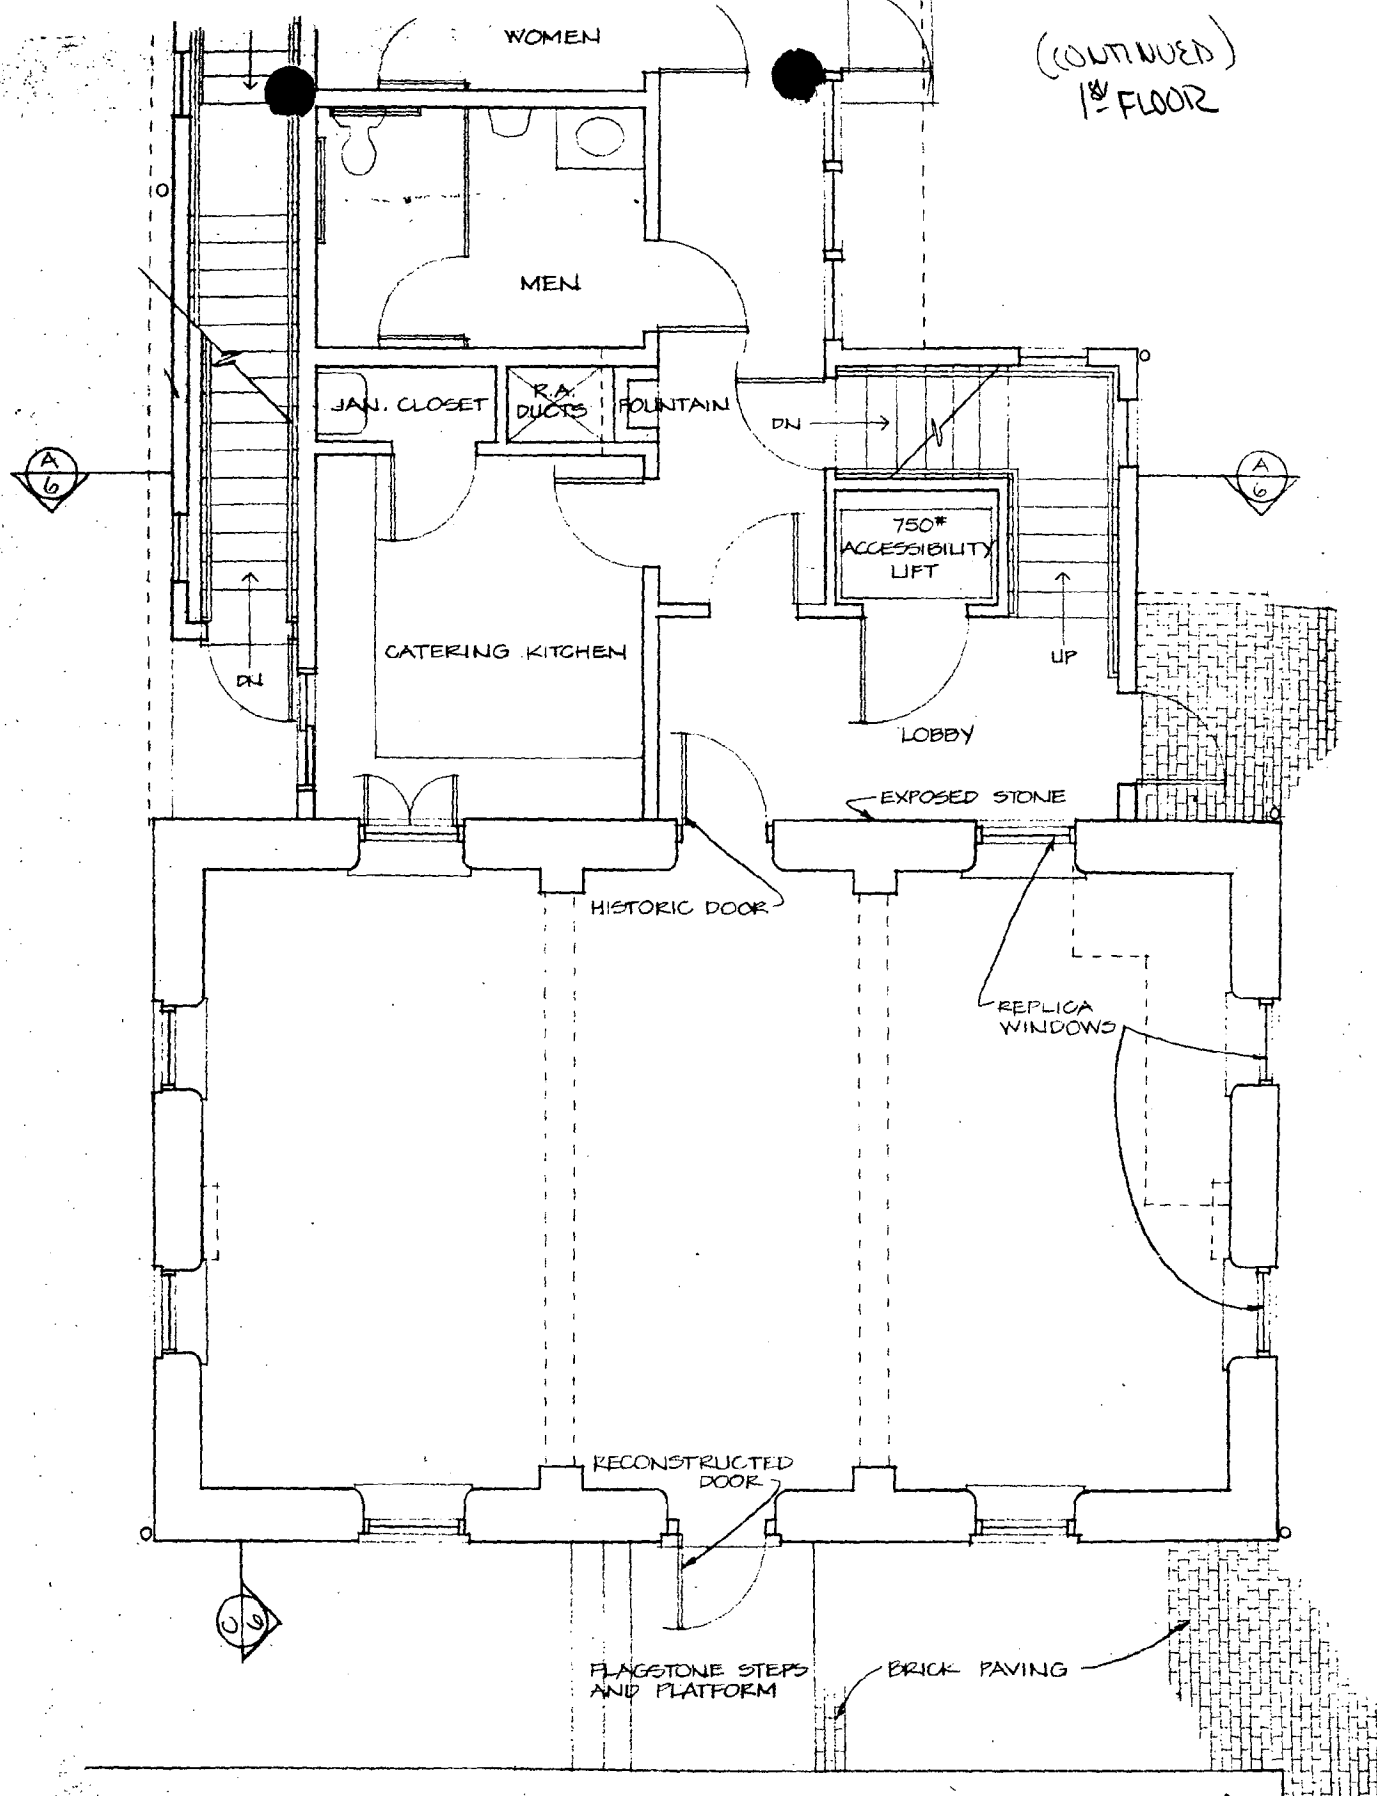 WOMEN
(CONTINUED)
1st FLOOR
MEN
JAN. CLOSET
R.A.
DUCTS
FOUNTAIN
DN
A
6
A
6
750#
ACCESSIBILITY
LIFT
CATERING KITCHEN
UP
DN
LOBBY
EXPOSED STONE
HISTORIC DOOR
REPLICA
WINDOWS
RECONSTRUCTED
DOOR
C
6
FLAGSTONE STEPS
AND PLATFORM
BRICK PAVING